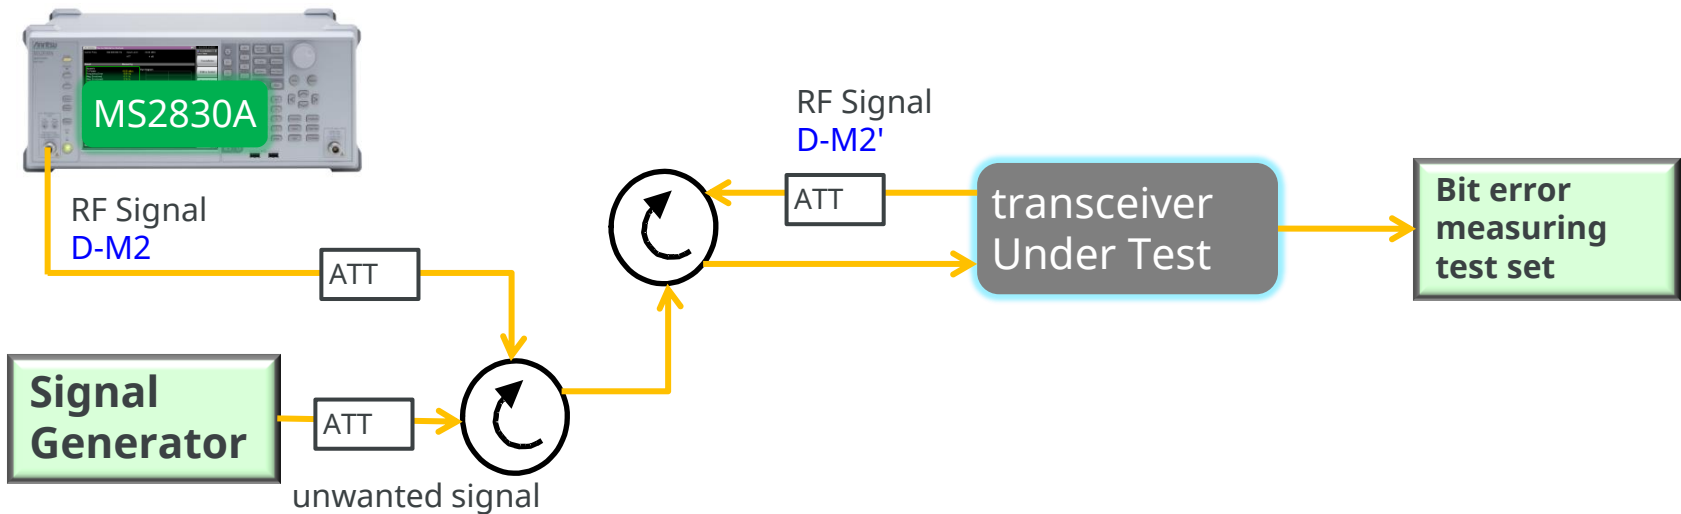 Anritsu
MS2830A
RF Signal
D-M2
ATT
Signal
Generator
ATT
unwanted signal
RF Signal
D-M2'
ATT
transceiver
Under Test
Bit error
measuring
test set